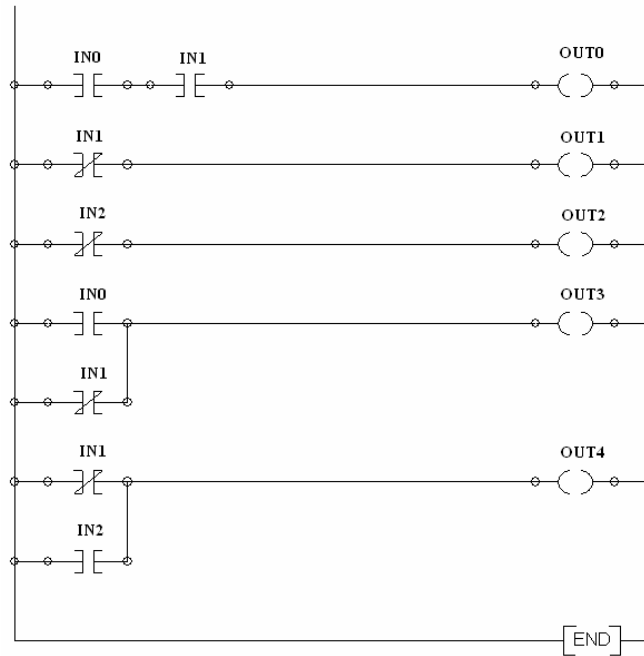 IN0 IN1 OUT0
IN1 OUT1
IN2 OUT2
IN0 OUT3
IN1
IN1 OUT4
IN2
END